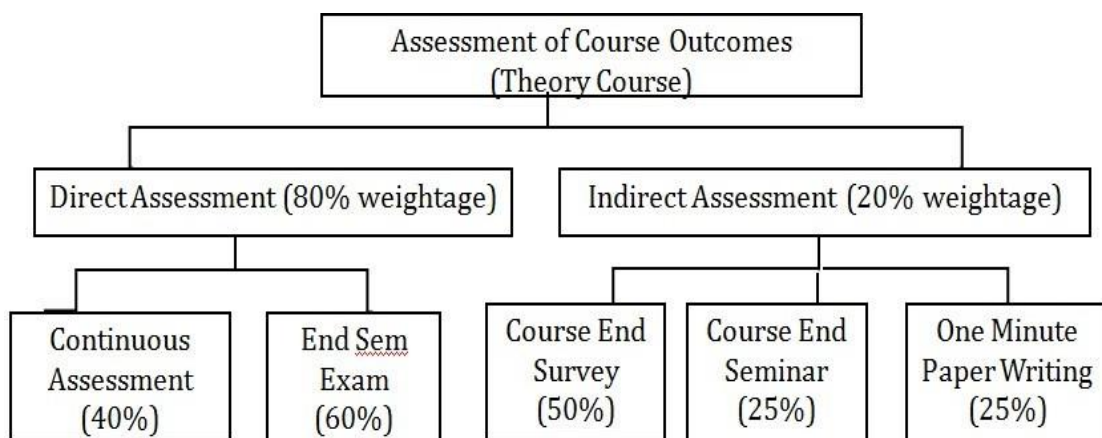 Assessment of Course Outcomes
(Theory Course)
Direct Assessment (80% weightage)
Indirect Assessment (20% weightage)
Continuous
Assessment
(40%)
End Sem
Exam
(60%)
Course End
Survey
(50%)
Course End
Seminar
(25%)
One Minute
Paper Writing
(25%)